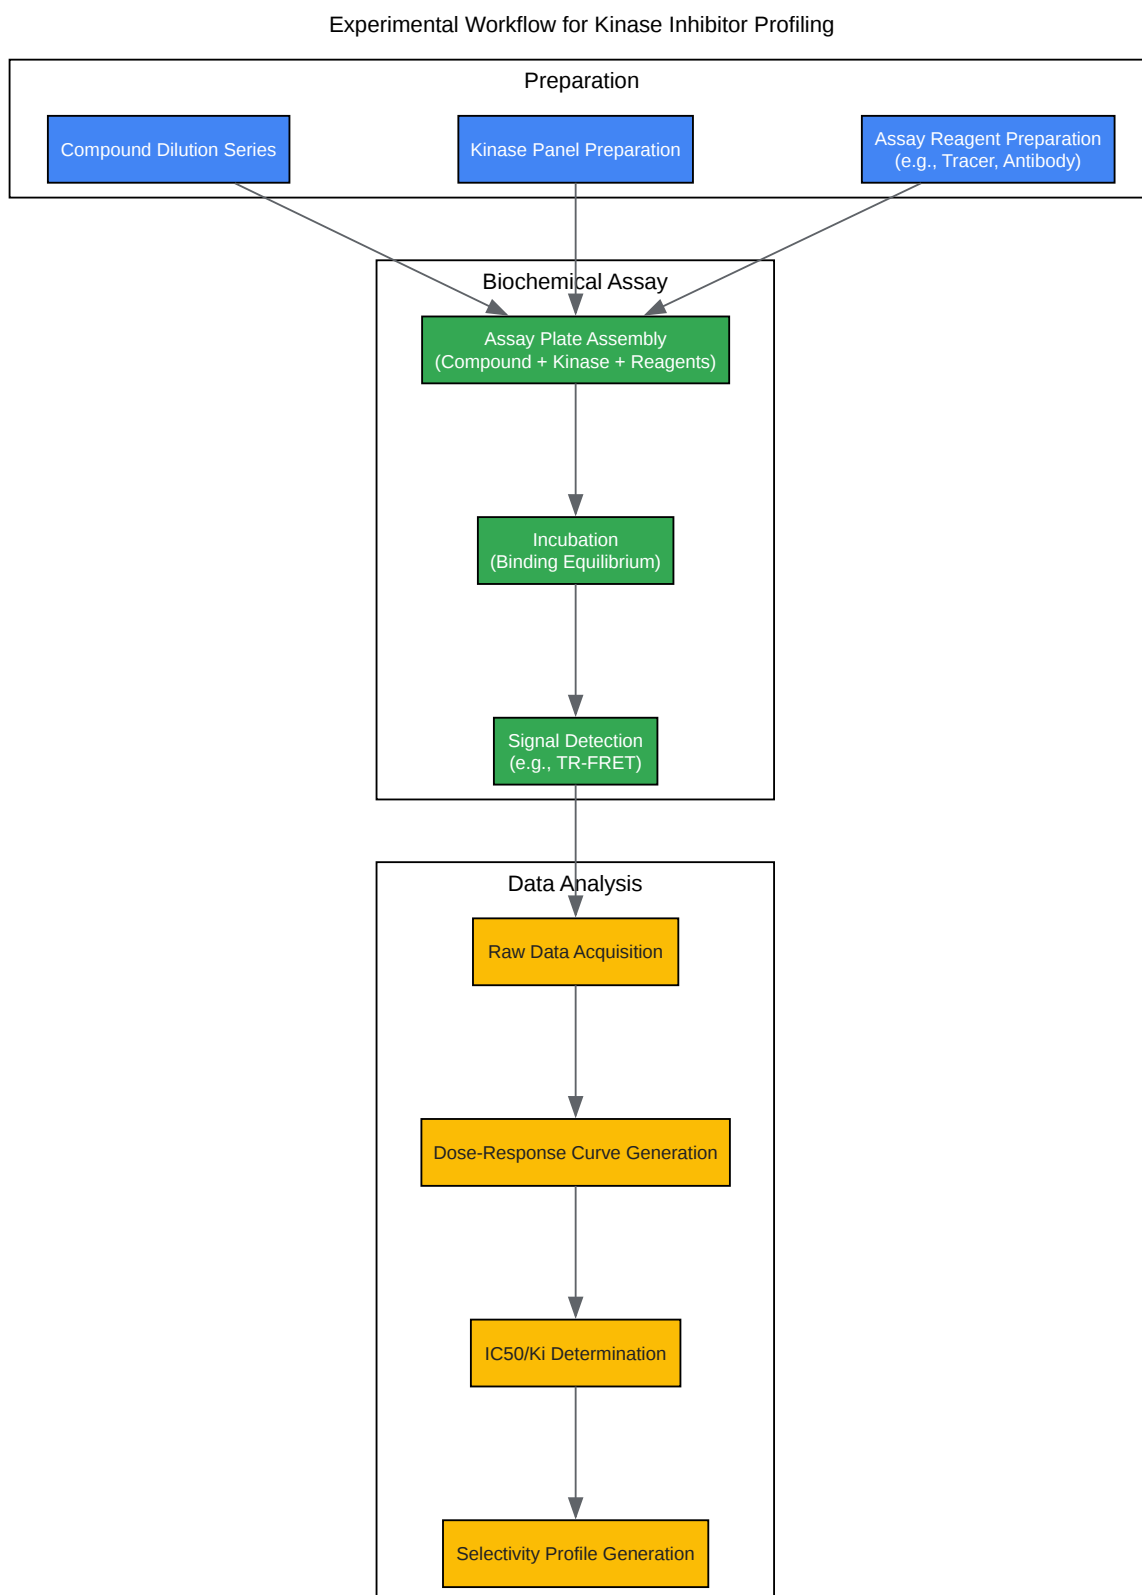 Experimental Workflow for Kinase Inhibitor Profiling
Preparation
Compound Dilution Series
Kinase Panel Preparation
Assay Reagent Preparation
(e.g., Tracer, Antibody)
Biochemical Assay
Assay Plate Assembly
(Compound + Kinase + Reagents)
Incubation
(Binding Equilibrium)
Signal Detection
(e.g., TR-FRET)
Data Analysis
Raw Data Acquisition
Dose-Response Curve Generation
IC50/Ki Determination
Selectivity Profile Generation